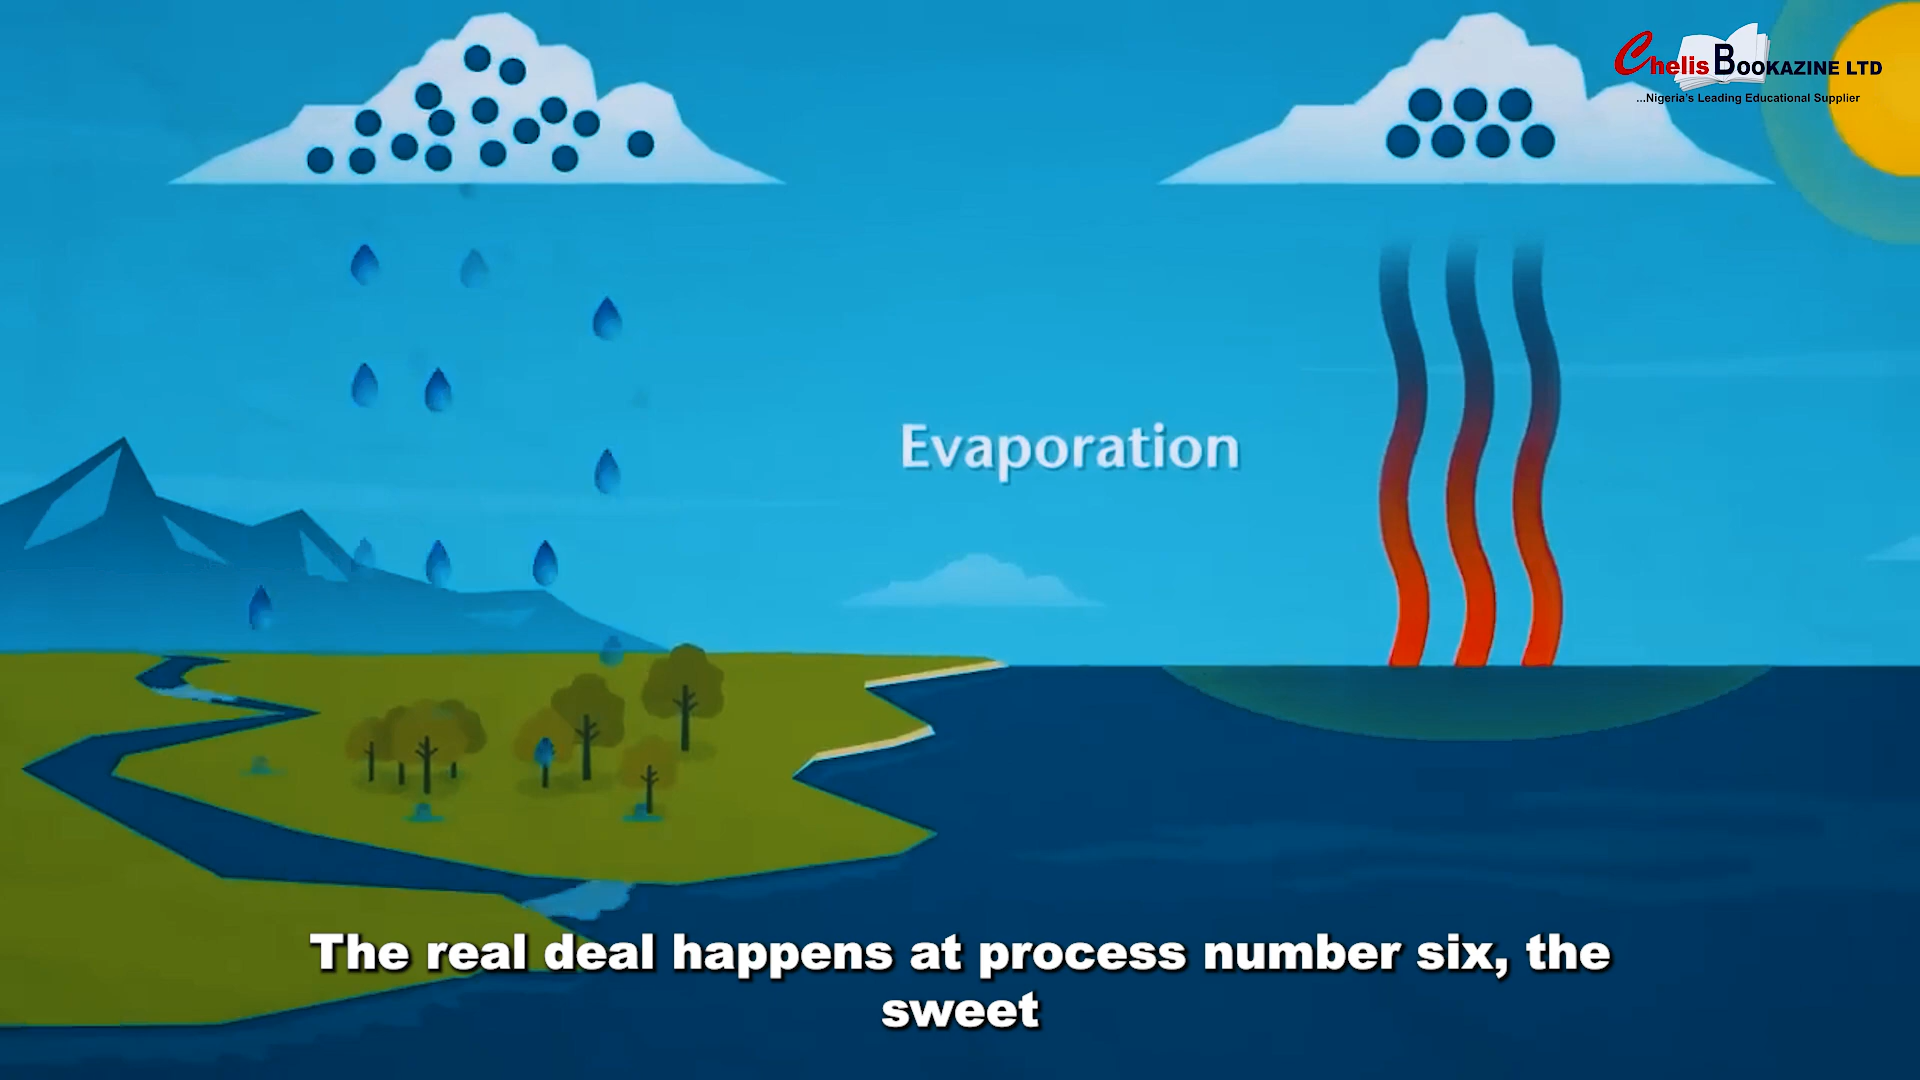 Chelis BOOKAZINE LTD
...Nigeria's Leading Educational Supplier
Evaporation
The real deal happens at process number six, the
sweet